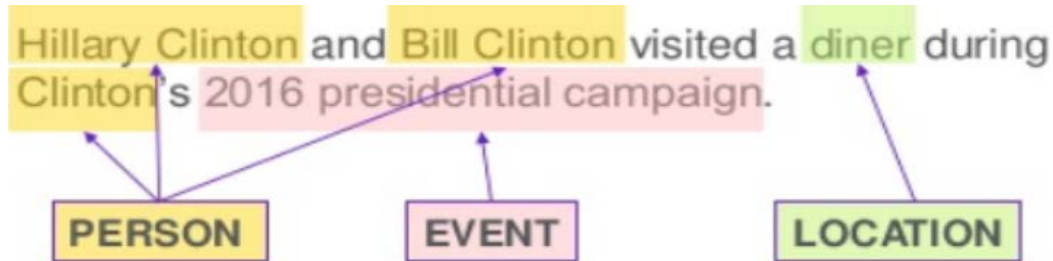 Hillary Clinton and Bill Clinton visited a diner during
Clinton's 2016 presidential campaign.
PERSON EVENT LOCATION